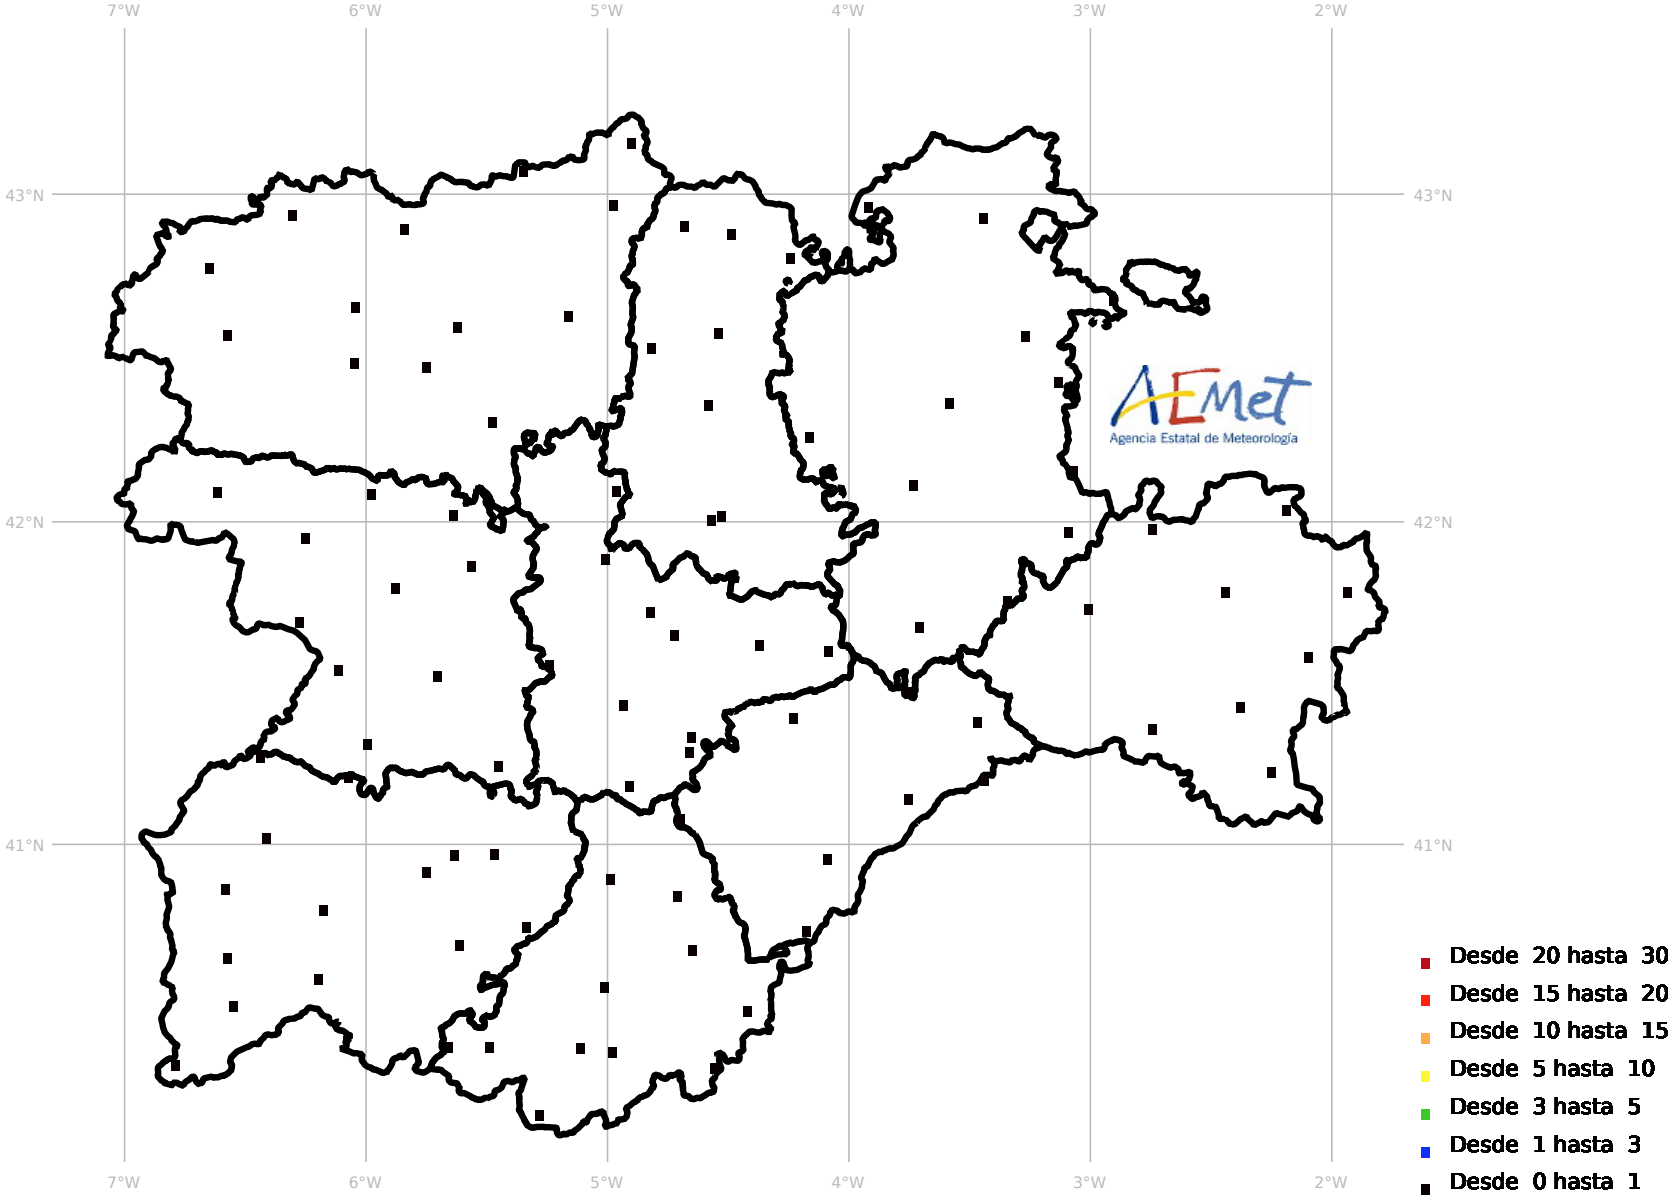 7°W 6°W 5°W 4°W 3°W 2°W
43°N 43°N
AEMet
Agencia Estatal de Meteorología
42°N 42°N
41°N 41°N
Desde 20 hasta 30
Desde 15 hasta 20
Desde 10 hasta 15
Desde 5 hasta 10
Desde 3 hasta 5
Desde 1 hasta 3
Desde 0 hasta 1
7°W 6°W 5°W 4°W 3°W 2°W